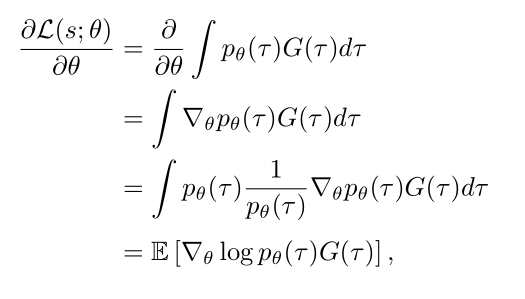 ∂ℒ(s; θ)/∂θ = ∂/∂θ ∫ p_θ(τ)G(τ)dτ
= ∫ ∇_θ p_θ(τ)G(τ)dτ
= ∫ p_θ(τ) 1/p_θ(τ) ∇_θ p_θ(τ)G(τ)dτ
= 𝔼 [∇_θ log p_θ(τ)G(τ)] ,